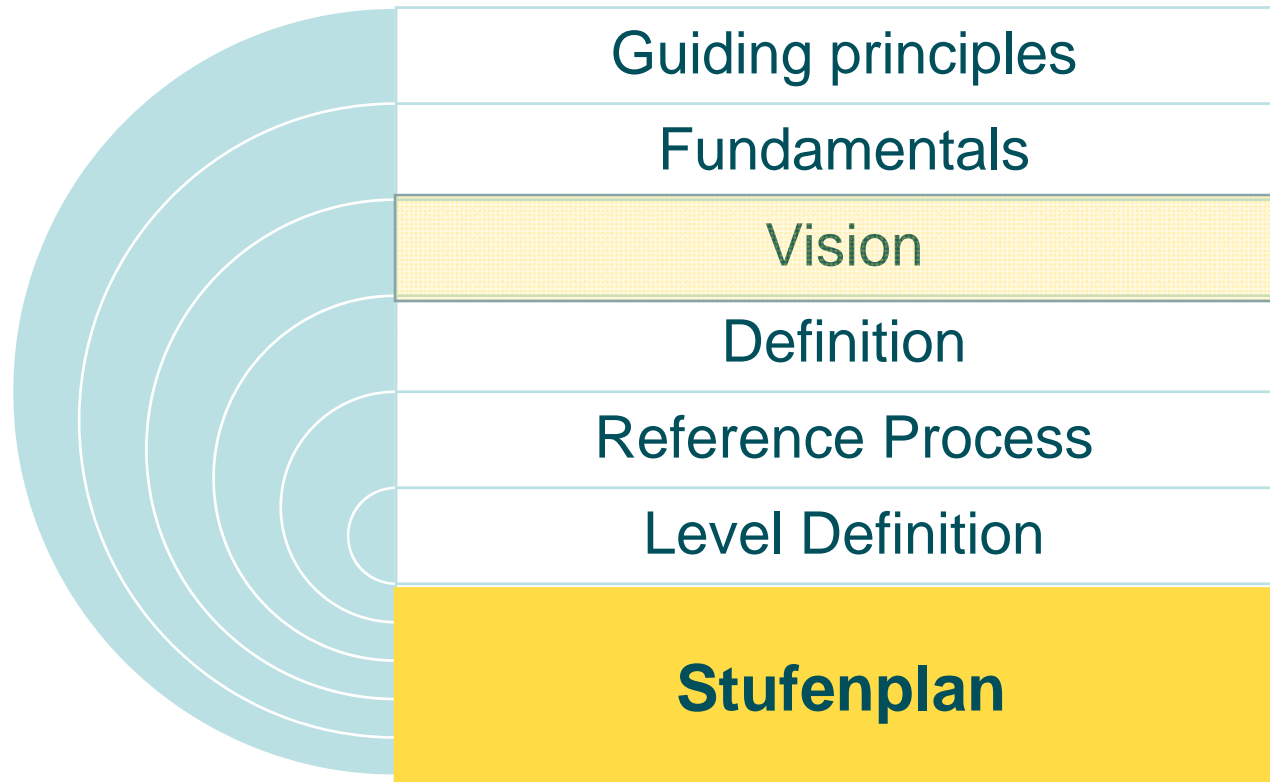 Guiding principles
Fundamentals
Vision
Definition
Reference Process
Level Definition
Stufenplan